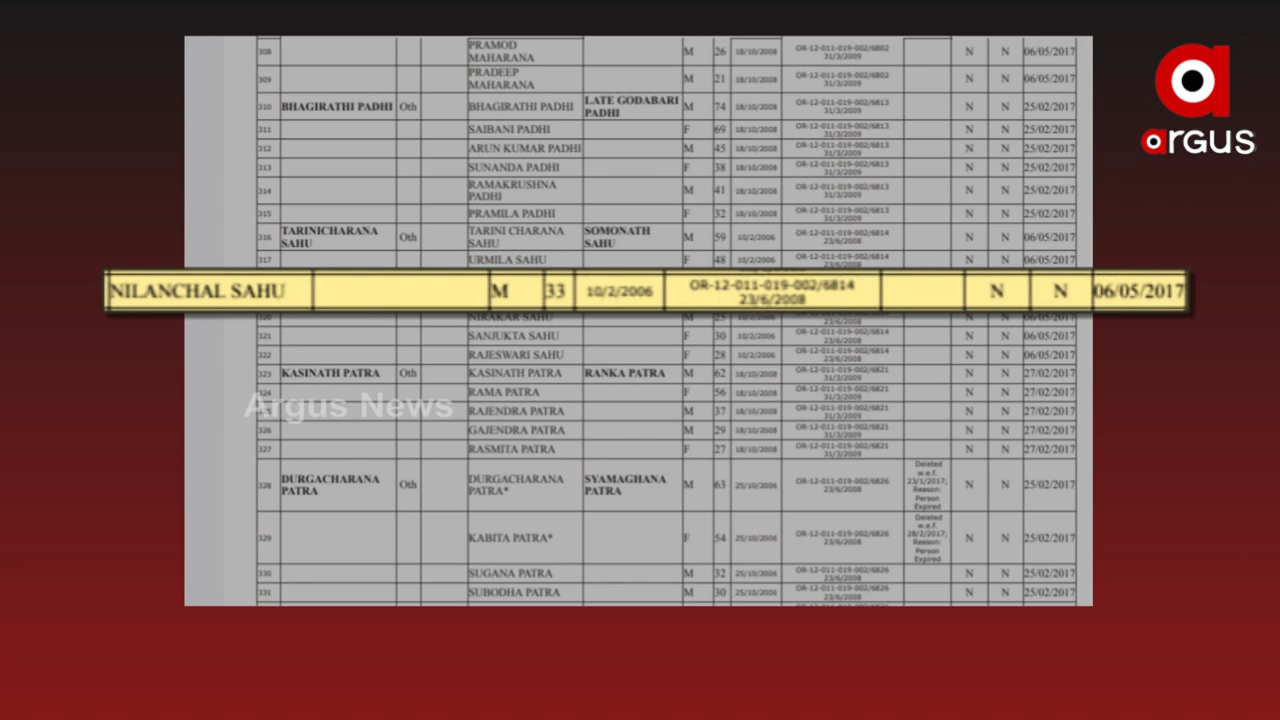 308 PRAMOD M 26 18/10/2008 OR-12-011-019-002/6802 N N 06/05/2017
MAHARANA 31/3/2009
309 PRADEEP M 21 18/10/2008 OR-12-011-019-002/6802 N N 06/05/2017
MAHARANA 31/3/2009
310 BHAGIRATHI PADHI Oth BHAGIRATHI PADHI LATE GODABARI M 74 18/10/2008 OR-12-011-019-002/6813 N N 25/02/2017
PADHI 31/3/2009
311 SAIBANI PADHI F 69 18/10/2008 OR-12-011-019-002/6813 N N 25/02/2017
31/3/2009
312 ARUN KUMAR PADHI M 45 18/10/2008 OR-12-011-019-002/6813 N N 25/02/2017
31/3/2009
313 SUNANDA PADHI F 38 18/10/2008 OR-12-011-019-002/6813 N N 25/02/2017
31/3/2009
314 RAMAKRUSHNA M 41 18/10/2008 OR-12-011-019-002/6813 N N 25/02/2017
PADHI 31/3/2009
315 PRAMILA PADHI F 32 18/10/2008 OR-12-011-019-002/6813 N N 25/02/2017
31/3/2009
316 TARINICHARANA Oth TARINI CHARANA SOMONATH M 59 10/2/2006 OR-12-011-019-002/6814 N N 06/05/2017
SAHU SAHU SAHU 23/6/2008
317 URMILA SAHU F 48 10/2/2006 OR-12-011-019-002/6814 N N 06/05/2017
23/6/2008
NILANCHAL SAHU M 33 10/2/2006 OR-12-011-019-002/6814 N N 06/05/2017
23/6/2008
320 NIRAKAR SAHU M 25 10/2/2006 N N 06/05/2017
23/6/2008
321 SANJUKTA SAHU F 30 10/2/2006 OR-12-011-019-002/6814 N N 06/05/2017
23/6/2008
322 RAJESWARI SAHU F 28 10/2/2006 OR-12-011-019-002/6814 N N 06/05/2017
23/6/2008
323 KASINATH PATRA Oth KASINATH PATRA RANKA PATRA M 62 18/10/2008 OR-12-011-019-002/6821 N N 27/02/2017
31/3/2009
324 RAMA PATRA F 56 18/10/2008 OR-12-011-019-002/6821 N N 27/02/2017
31/3/2009
RAJENDRA PATRA M 37 18/10/2008 OR-12-011-019-002/6821 N N 27/02/2017
31/3/2009
326 GAJENDRA PATRA M 29 18/10/2008 OR-12-011-019-002/6821 N N 27/02/2017
31/3/2009
327 RASMITA PATRA F 27 18/10/2008 OR-12-011-019-002/6821 N N 27/02/2017
31/3/2009
328 DURGACHARANA Oth DURGACHARANA SYAMAGHANA M 63 25/10/2006 OR-12-011-019-002/6826 N N 25/02/2017
PATRA PATRA* PATRA 23/6/2008
Deleted
w.e.f.
23/1/2017;
Reason:
Person
Expired
329 KABITA PATRA* F 54 25/10/2006 OR-12-011-019-002/6826 N N 25/02/2017
23/6/2008
Deleted
w.e.f.
28/2/2017;
Reason:
Person
Expired
330 SUGANA PATRA M 32 25/10/2006 OR-12-011-019-002/6826 N N 25/02/2017
23/6/2008
331 SUBODHA PATRA M 30 25/10/2006 OR-12-011-019-002/6826 N N 25/02/2017
23/6/2008
Argus News
argus